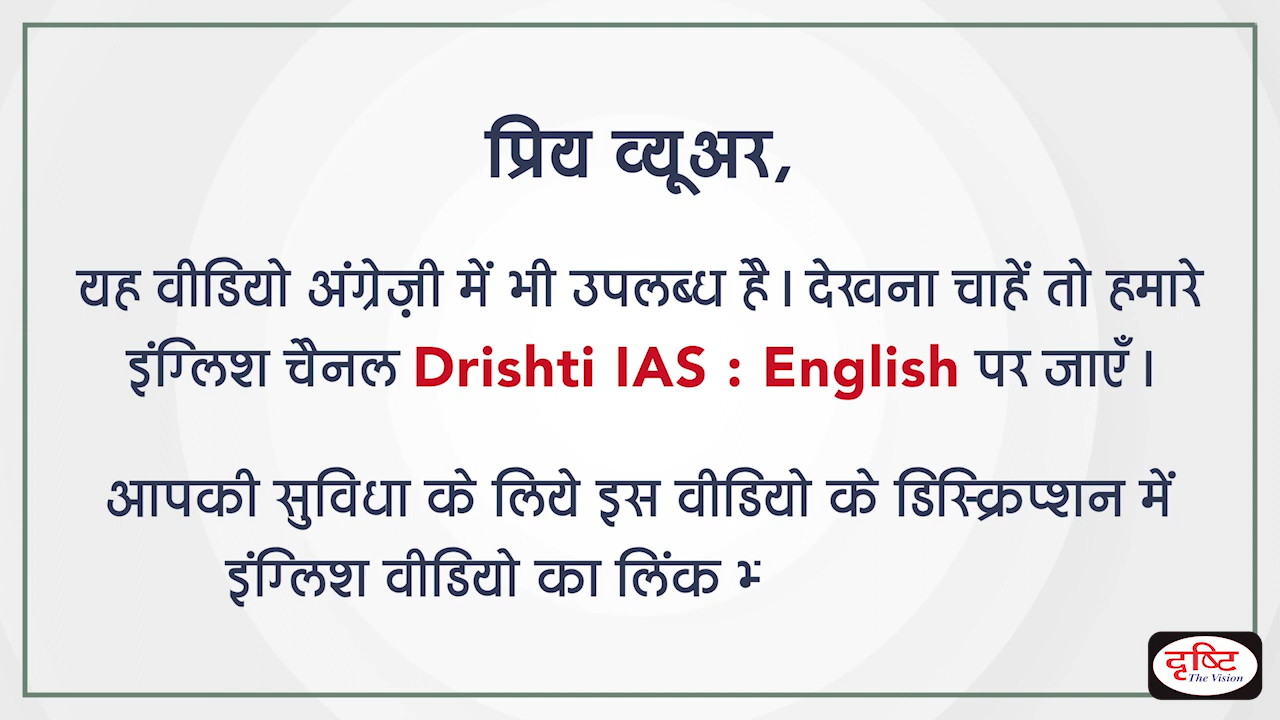 प्रिय व्यूअर,
यह वीडियो अंग्रेज़ी में भी उपलब्ध है। देखना चाहें तो हमारे
इंग्लिश चैनल Drishti IAS : English पर जाएँ।
आपकी सुविधा के लिये इस वीडियो के डिस्क्रिप्शन में
इंग्लिश वीडियो का लिंक
दृष्टि
The Vision